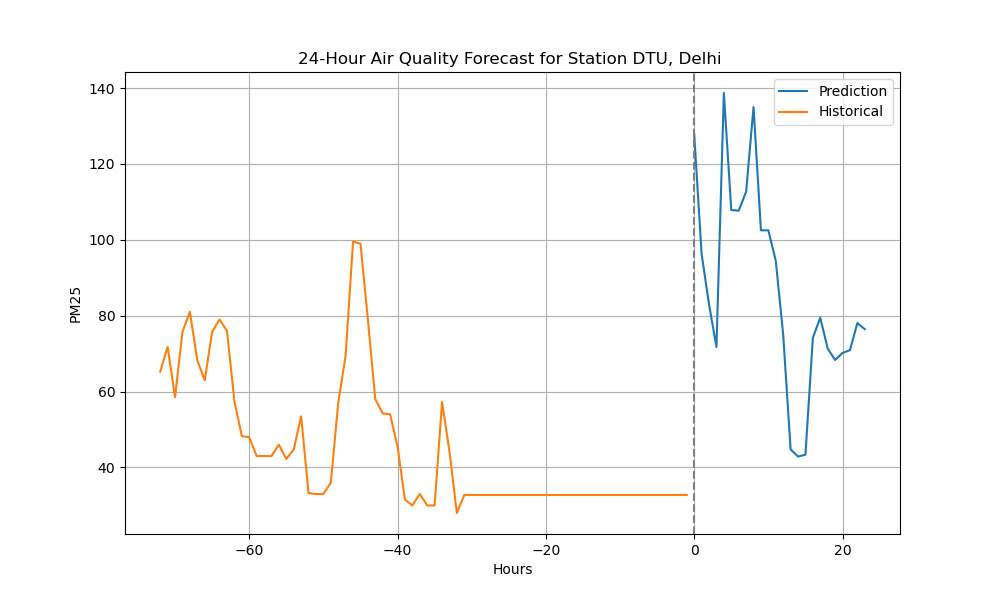 24-Hour Air Quality Forecast for Station DTU, Delhi
Prediction
Historical
140
120
100
80
60
40
PM25
−60
−40
−20
0
20
Hours